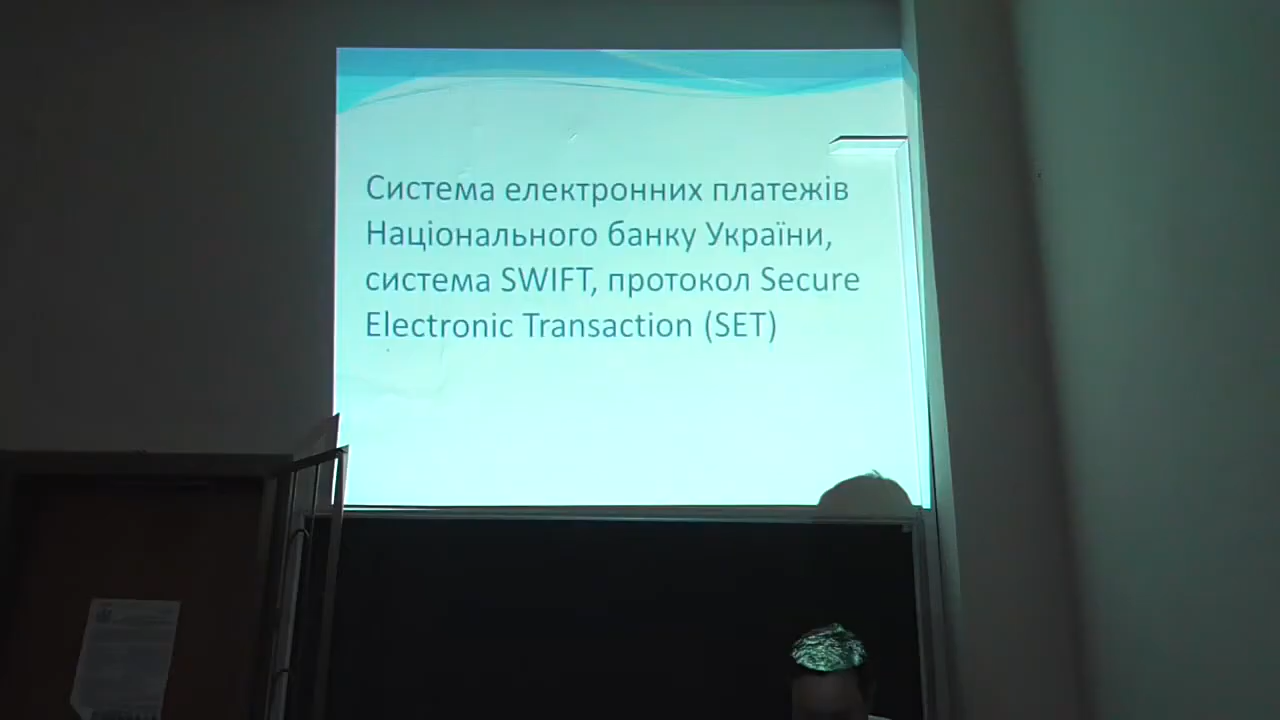 Система електронних платежів
Національного банку України,
система SWIFT, протокол Secure
Electronic Transaction (SET)